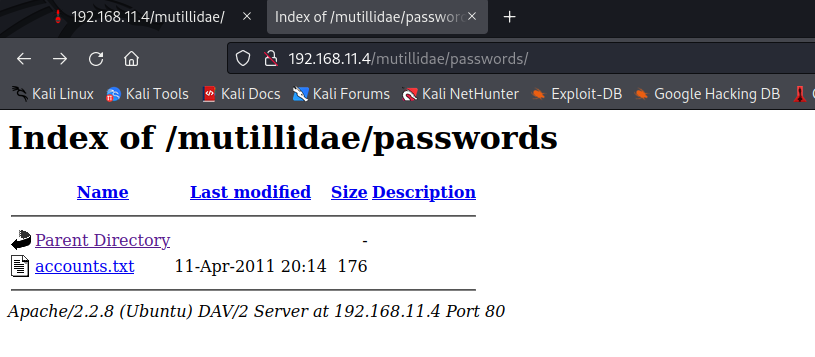 192.168.11.4/mutillidae/
Index of /mutillidae/passwor
192.168.11.4/mutillidae/passwords/
Kali Linux Kali Tools Kali Docs Kali Forums Kali NetHunter Exploit-DB Google Hacking DB
Index of /mutillidae/passwords
Name Last modified Size Description
Parent Directory -
accounts.txt 11-Apr-2011 20:14 176
Apache/2.2.8 (Ubuntu) DAV/2 Server at 192.168.11.4 Port 80